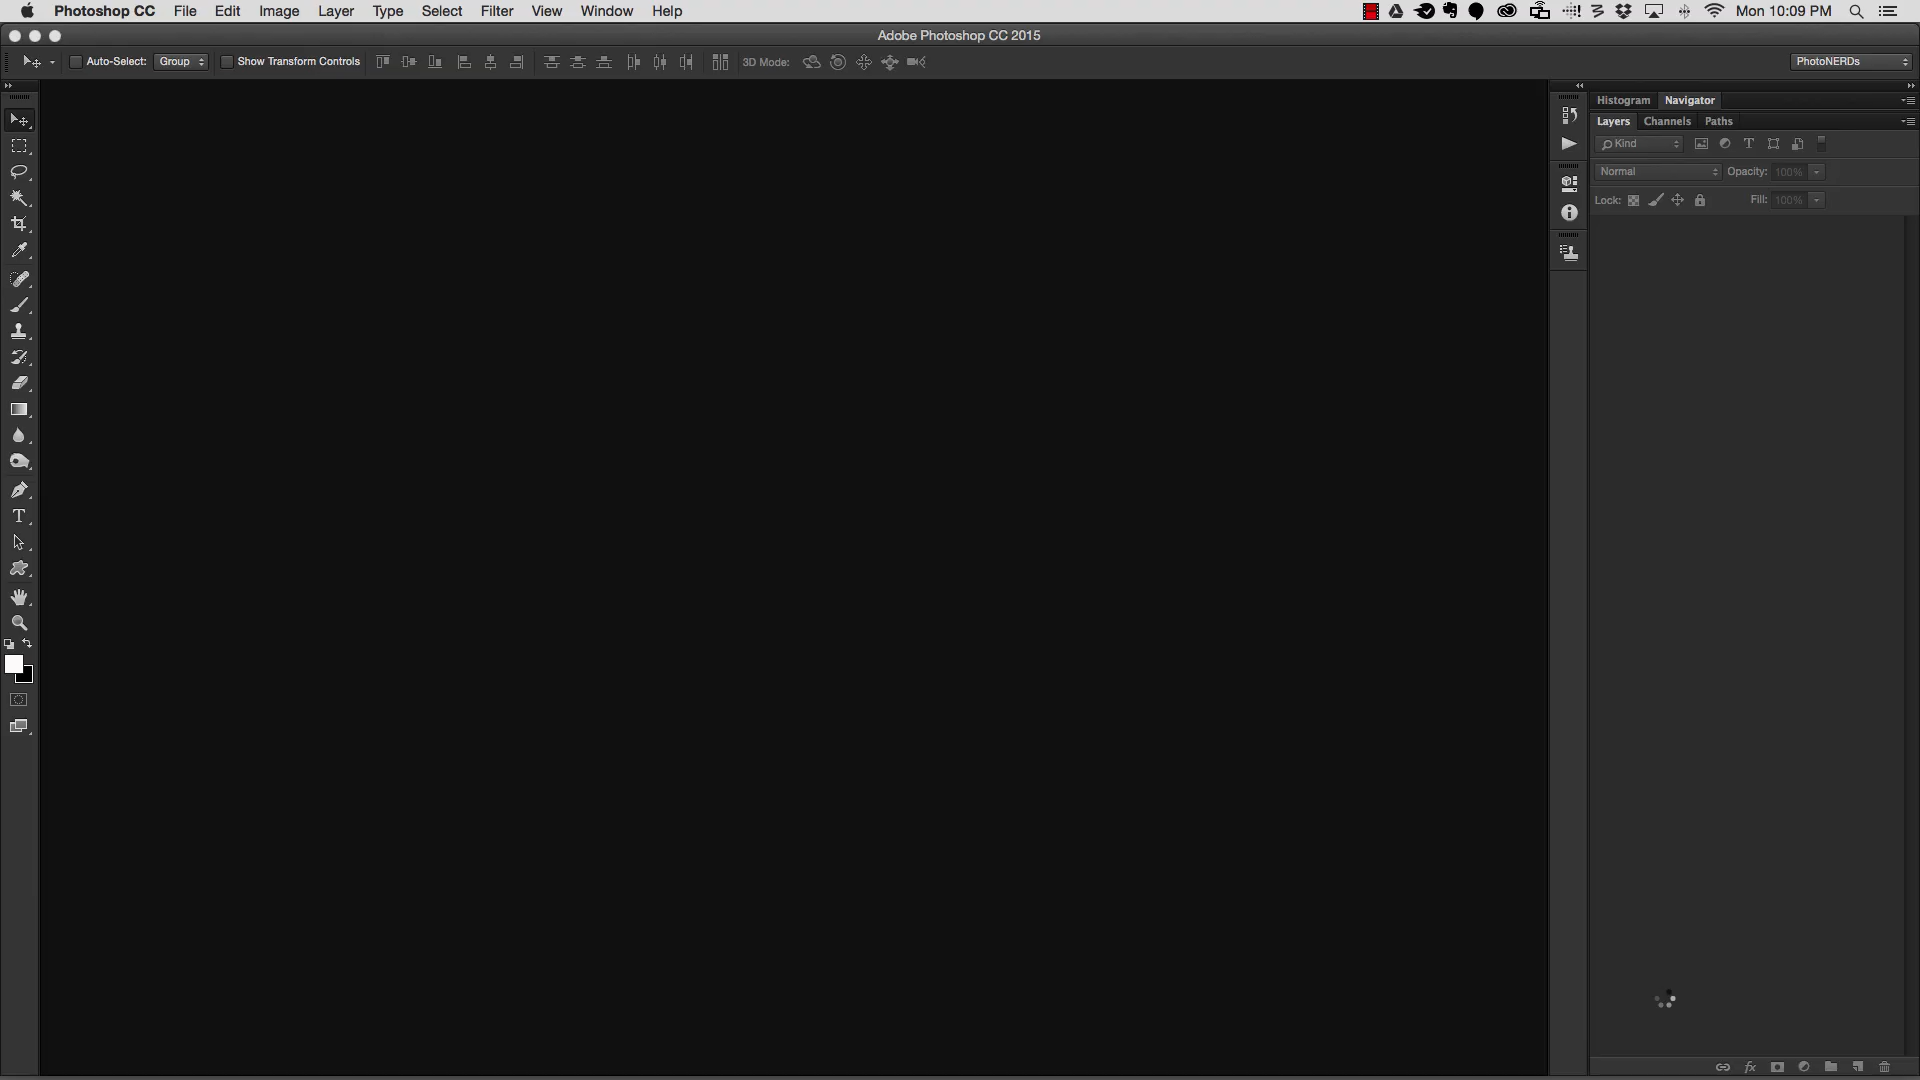 Photoshop CC File Edit Image Layer Type Select Filter View Window Help Mon 10:09 PM
Adobe Photoshop CC 2015
Auto-Select: Group Show Transform Controls 3D Mode: PhotoNERDs
Histogram Navigator
Layers Channels Paths
Kind
Normal Opacity: 100%
Lock: Fill: 100%